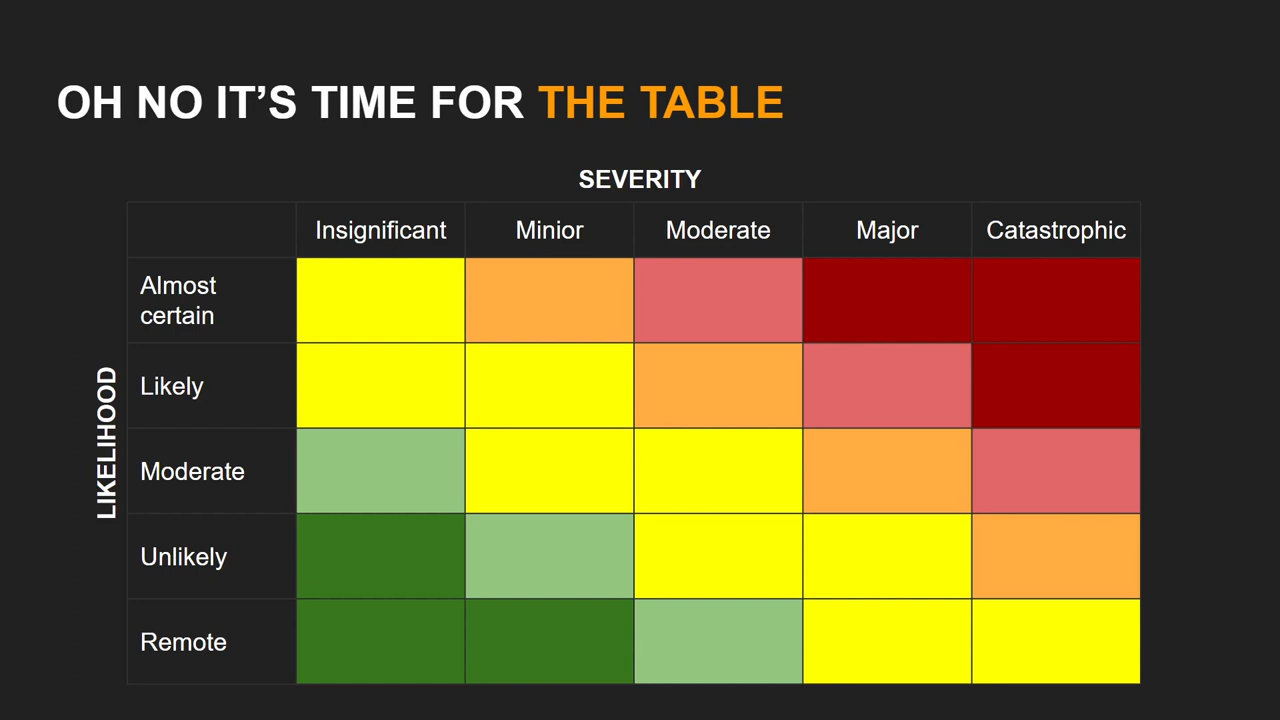 OH NO IT’S TIME FOR THE TABLE
SEVERITY
Insignificant Minior Moderate Major Catastrophic
Almost
certain
LIKELIHOOD
Likely
Moderate
Unlikely
Remote